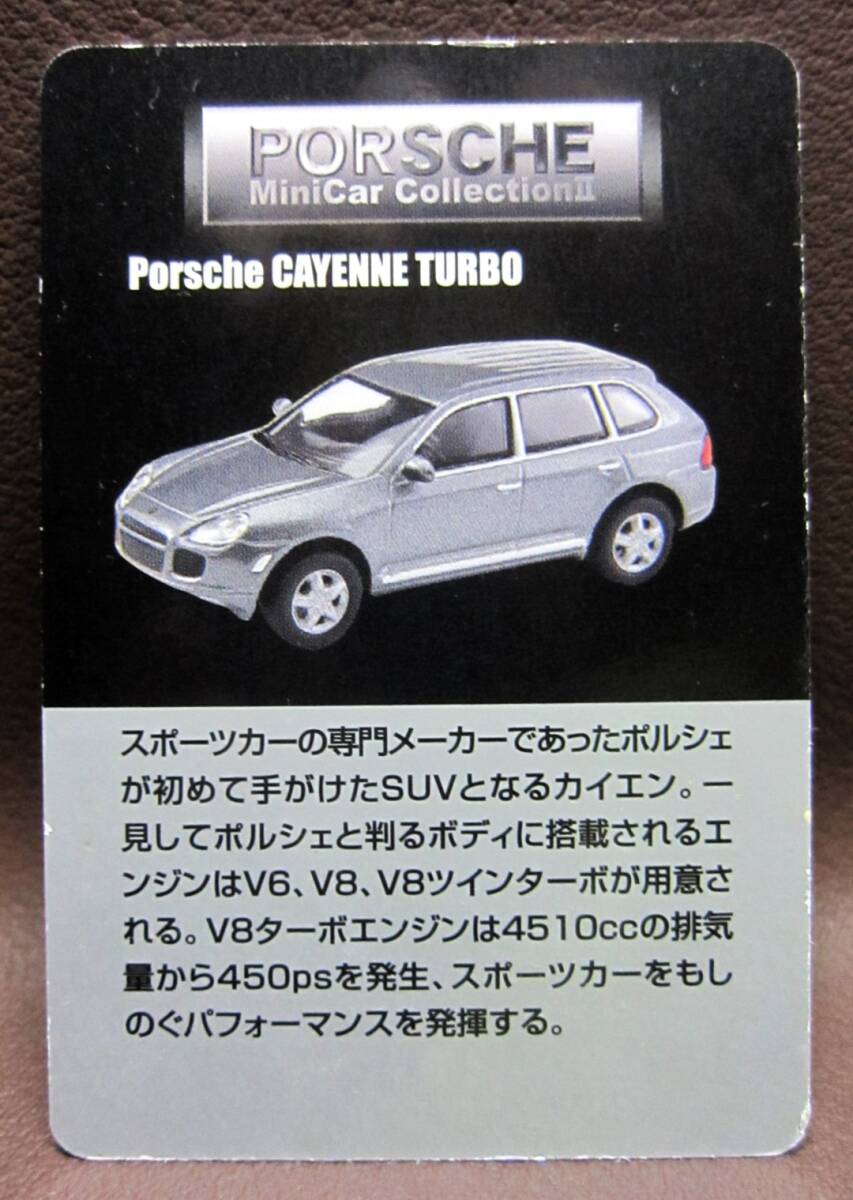 PORSCHE
MiniCar CollectionⅡ
Porsche CAYENNE TURBO
スポーツカーの専門メーカーであったポルシェ
が初めて手がけたSUVとなるカイエン。一
見してポルシェと判るボディに搭載されるエ
ンジンはV6、V8、V8ツインターボが用意さ
れる。V8ターボエンジンは4510ccの排気
量から450psを発生、スポーツカーをもし
のぐパフォーマンスを発揮する。